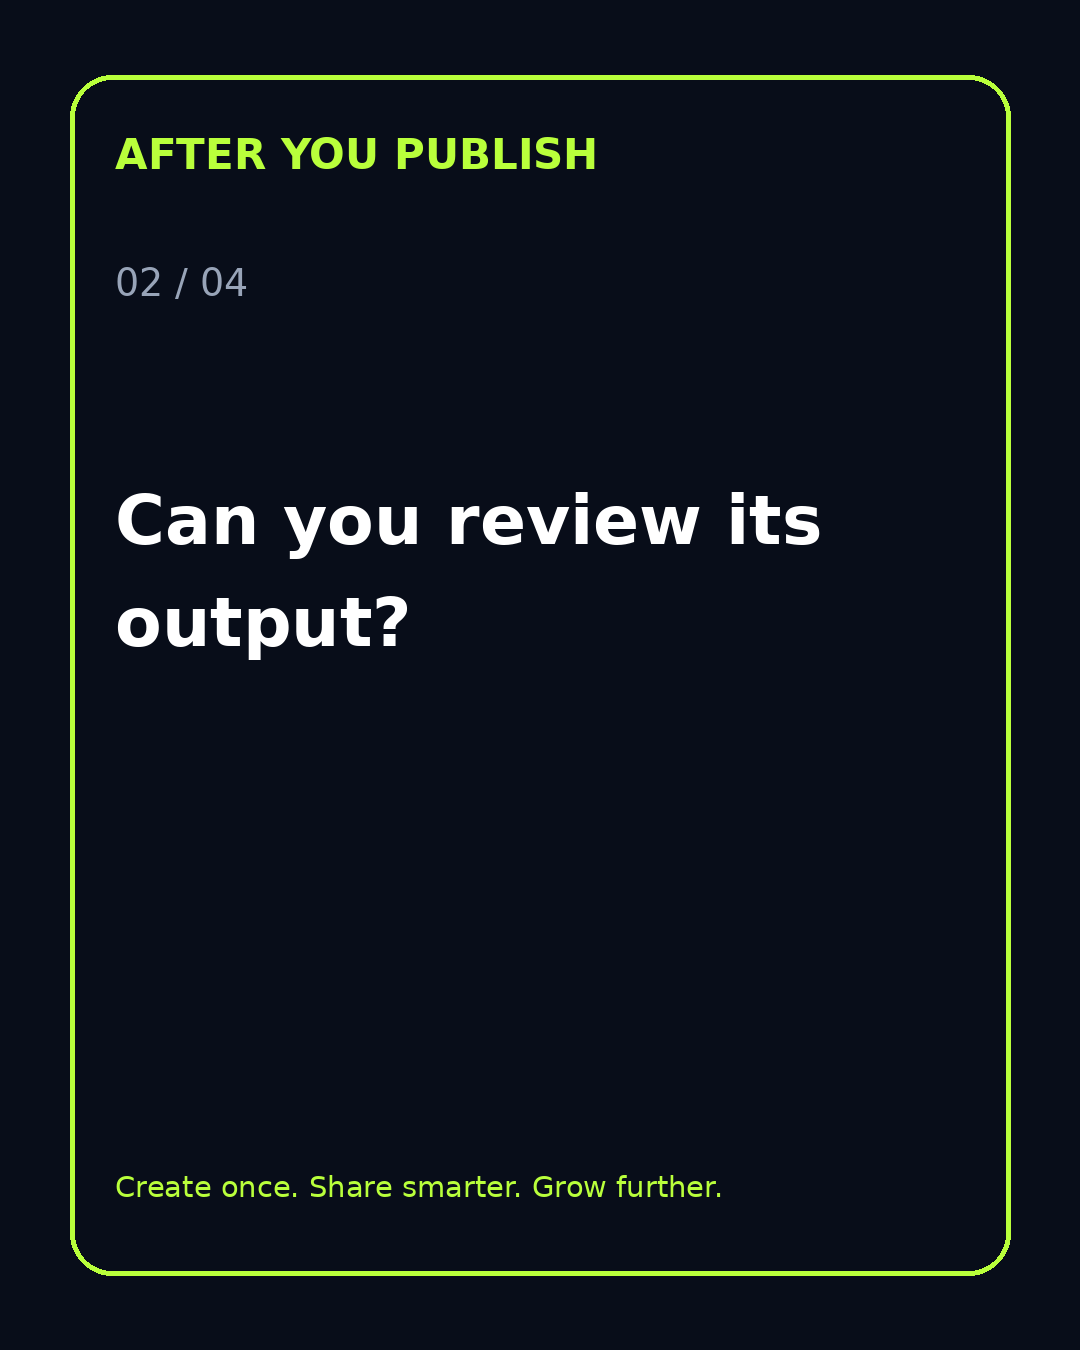 AFTER YOU PUBLISH
02 / 04
Can you review its
output?
Create once. Share smarter. Grow further.